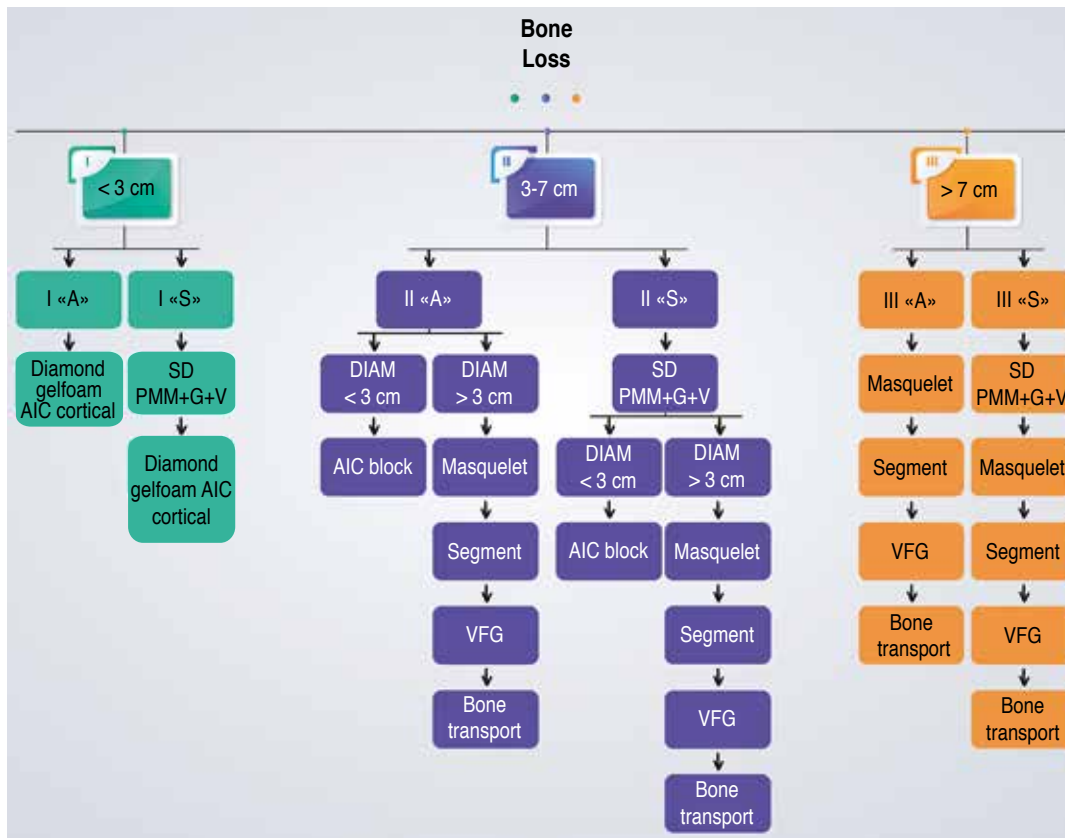 Bone
Loss
I
< 3 cm
II
3-7 cm
III
> 7 cm
I «A»
I «S»
II «A»
II «S»
III «A»
III «S»
Diamond
gelfoam
AIC cortical
SD
PMM+G+V
DIAM
< 3 cm
DIAM
> 3 cm
SD
PMM+G+V
Masquelet
SD
PMM+G+V
Diamond
gelfoam AIC
cortical
AIC block
Masquelet
DIAM
< 3 cm
DIAM
> 3 cm
Segment
Masquelet
Segment
AIC block
Masquelet
VFG
Segment
VFG
Segment
Bone
transport
VFG
Bone
transport
VFG
Bone
transport
Bone
transport